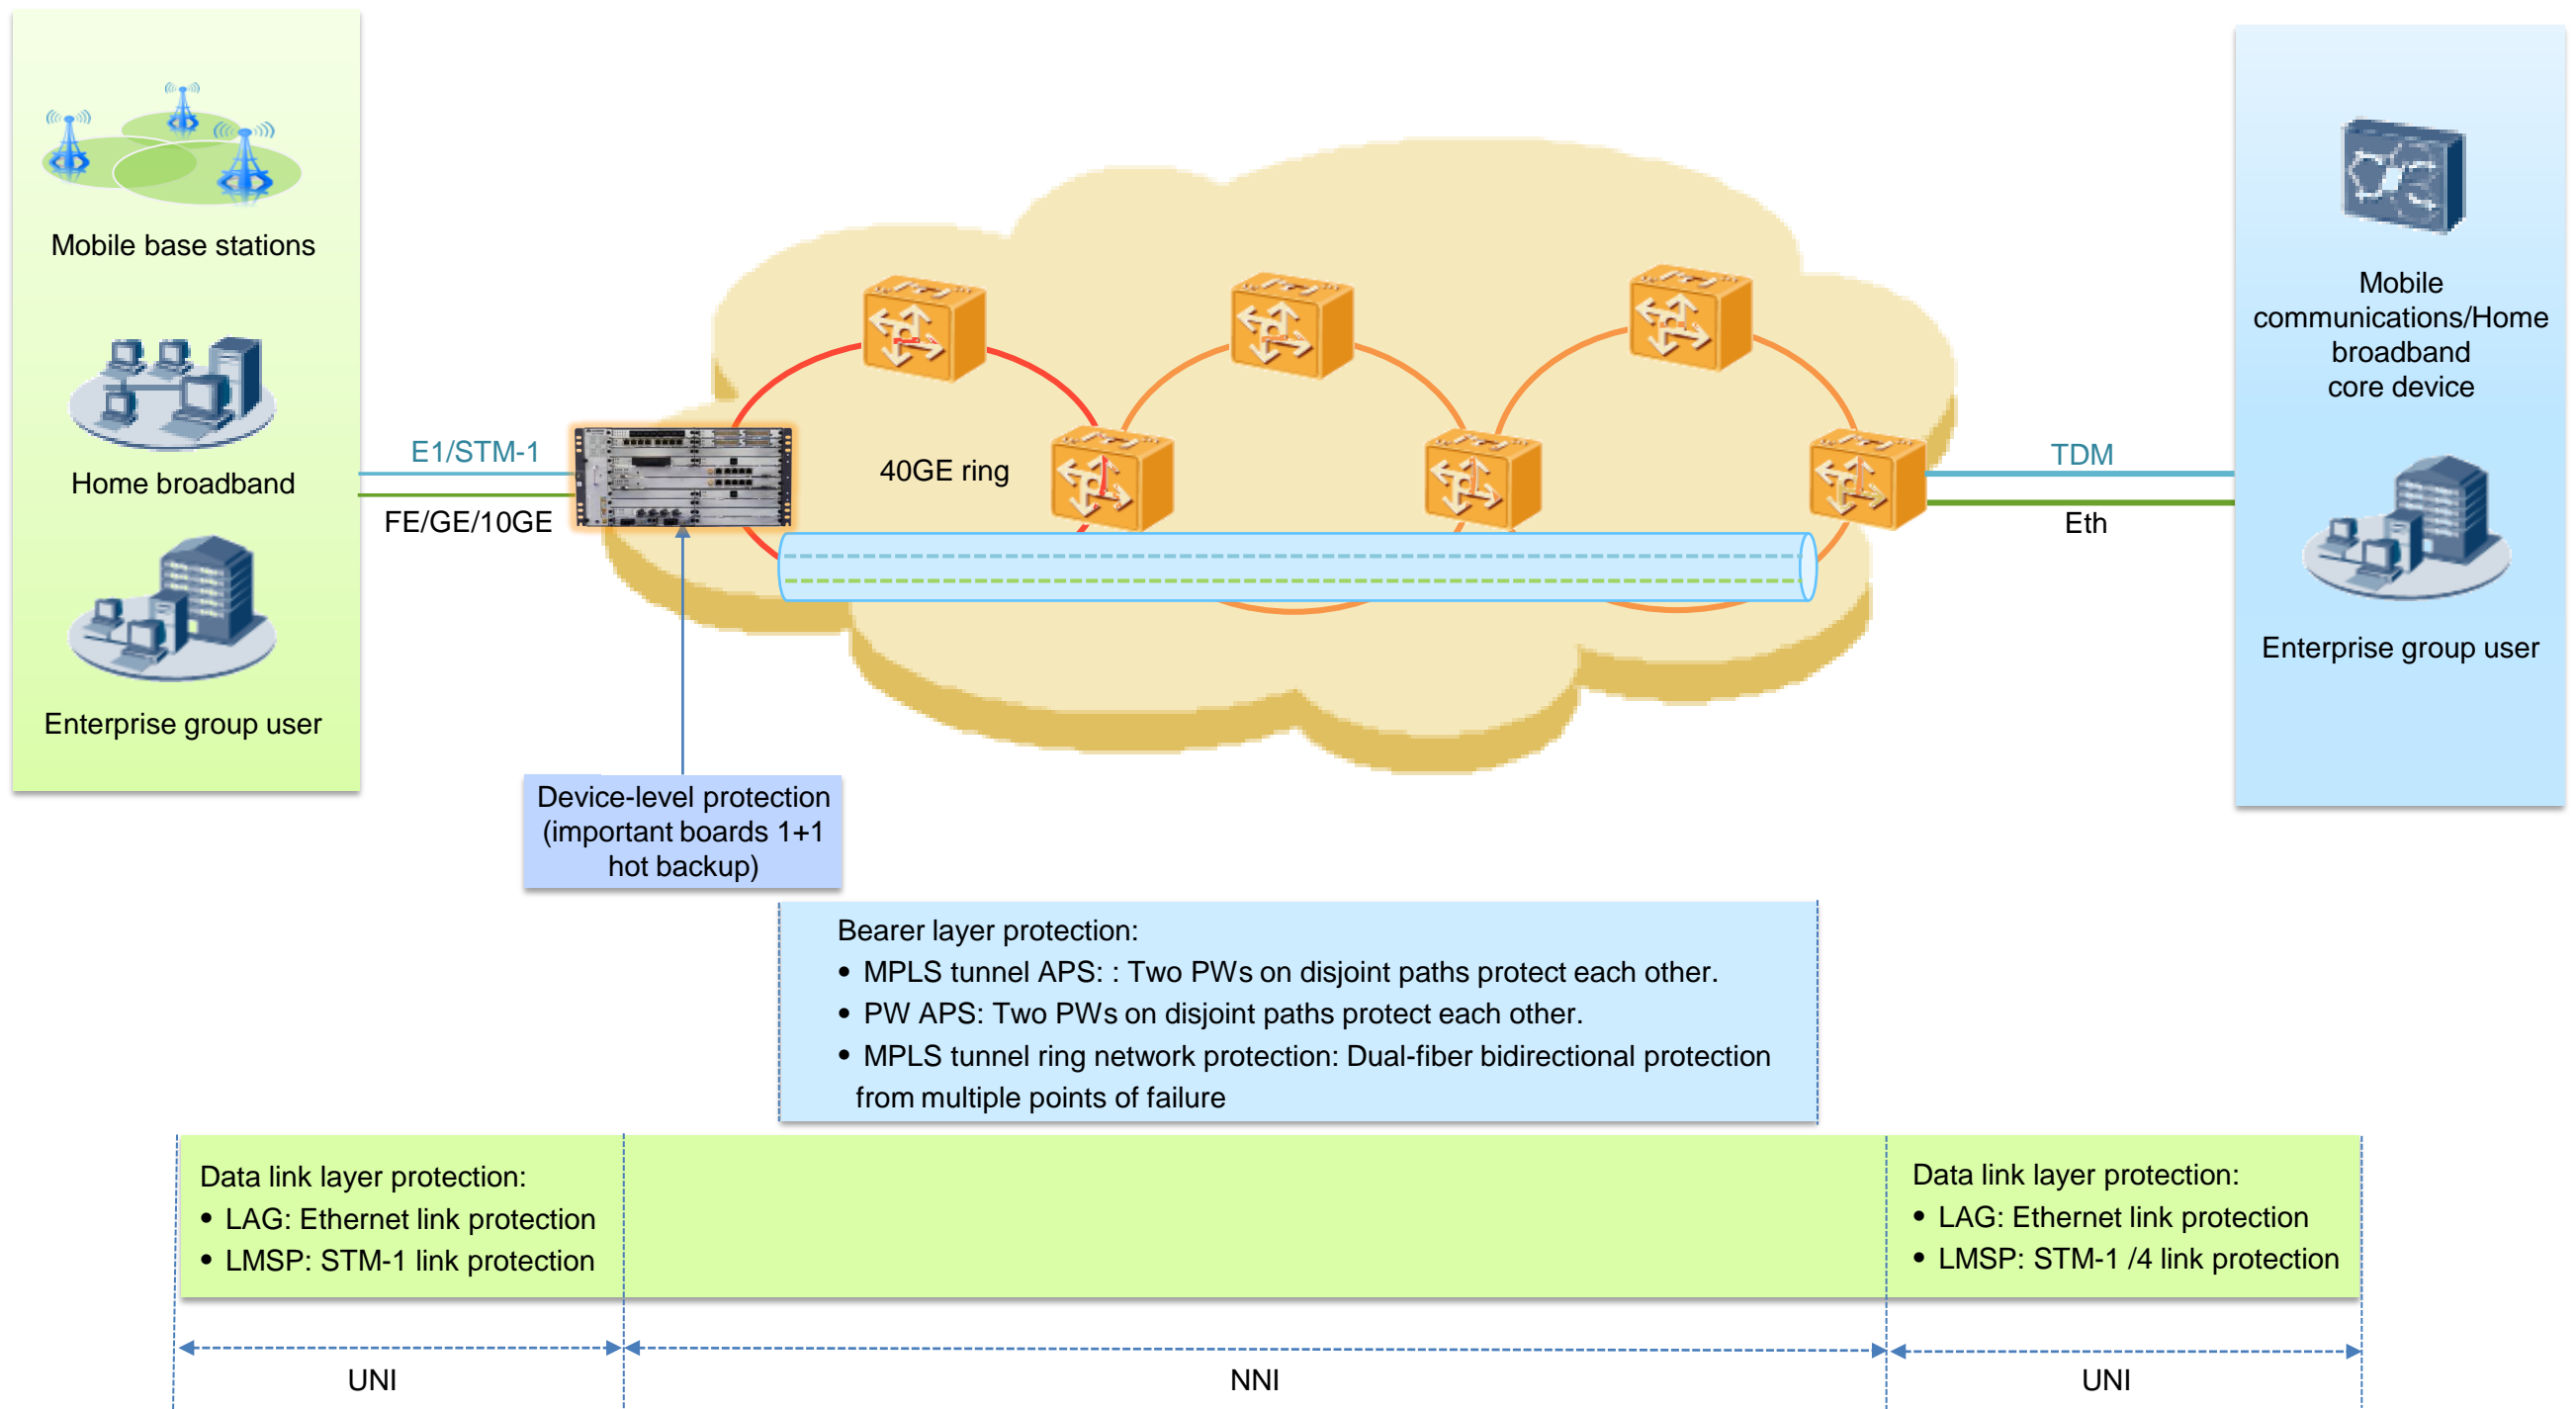 Mobile base stations
Home broadband
Enterprise group user
E1/STM-1
FE/GE/10GE
40GE ring
TDM
Eth
Mobile
communications/Home
broadband
core device
Enterprise group user
Device-level protection
(important boards 1+1
hot backup)
Bearer layer protection:
• MPLS tunnel APS: : Two PWs on disjoint paths protect each other.
• PW APS: Two PWs on disjoint paths protect each other.
• MPLS tunnel ring network protection: Dual-fiber bidirectional protection
from multiple points of failure
Data link layer protection:
• LAG: Ethernet link protection
• LMSP: STM-1 link protection
Data link layer protection:
• LAG: Ethernet link protection
• LMSP: STM-1 /4 link protection
UNI
NNI
UNI